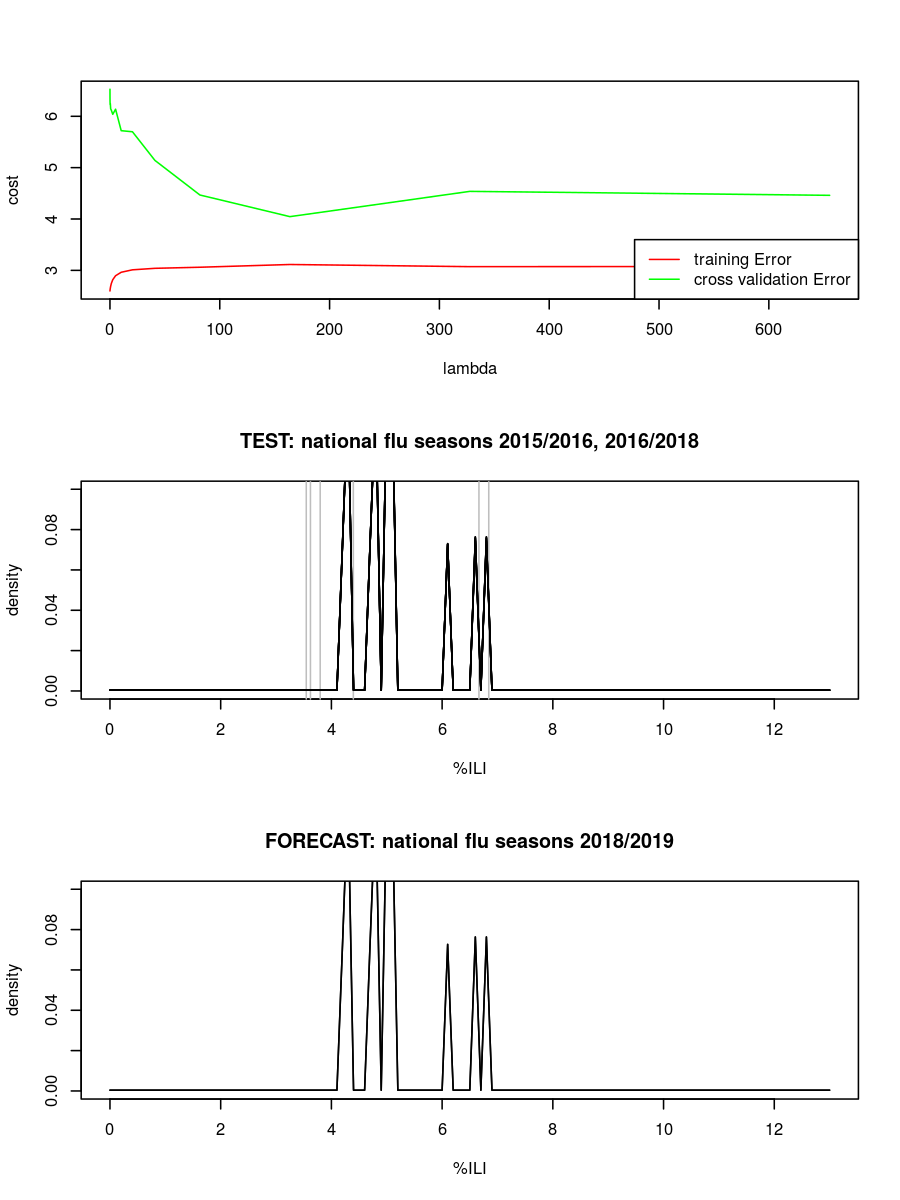 6
5
4
3
cost
training Error
cross validation Error
0 100 200 300 400 500 600
lambda
TEST: national flu seasons 2015/2016, 2016/2018
0.08
0.04
0.00
density
0 2 4 6 8 10 12
%ILI
FORECAST: national flu seasons 2018/2019
0.08
0.04
0.00
density
0 2 4 6 8 10 12
%ILI